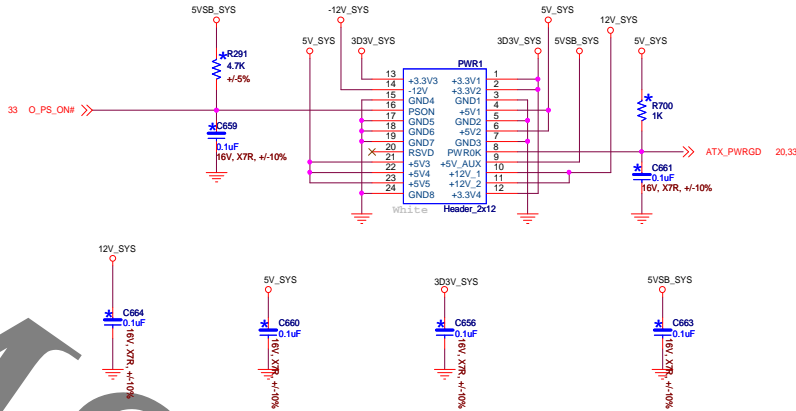 5VSB_SYS
-12V_SYS
5V_SYS
12V_SYS
5V_SYS
3D3V_SYS
3D3V_SYS
5VSB_SYS
5V_SYS
R291
4.7K
+/-5%
PWR1
13
14
15
16
17
18
19
20
21
22
23
24
+3.3V3
-12V
GND4
PSON
GND5
GND6
GND7
RSVD
+5V3
+5V4
+5V5
GND8
+3.3V1
+3.3V2
GND1
+5V1
GND2
+5V2
GND3
PWR0K
+5V_AUX
+12V_1
+12V_2
+3.3V4
1
2
3
4
5
6
7
8
9
10
11
12
White
Header_2x12
R700
1K
33 O_PS_ON#
C659
0.1uF
16V, X7R, +/-10%
ATX_PWRGD 20,33
C661
0.1uF
16V, X7R, +/-10%
12V_SYS
C664
0.1uF
16V, X7R, +/-10%
5V_SYS
C660
0.1uF
16V, X7R, +/-10%
3D3V_SYS
C656
0.1uF
16V, X7R, +/-10%
5VSB_SYS
C663
0.1uF
16V, X7R, +/-10%